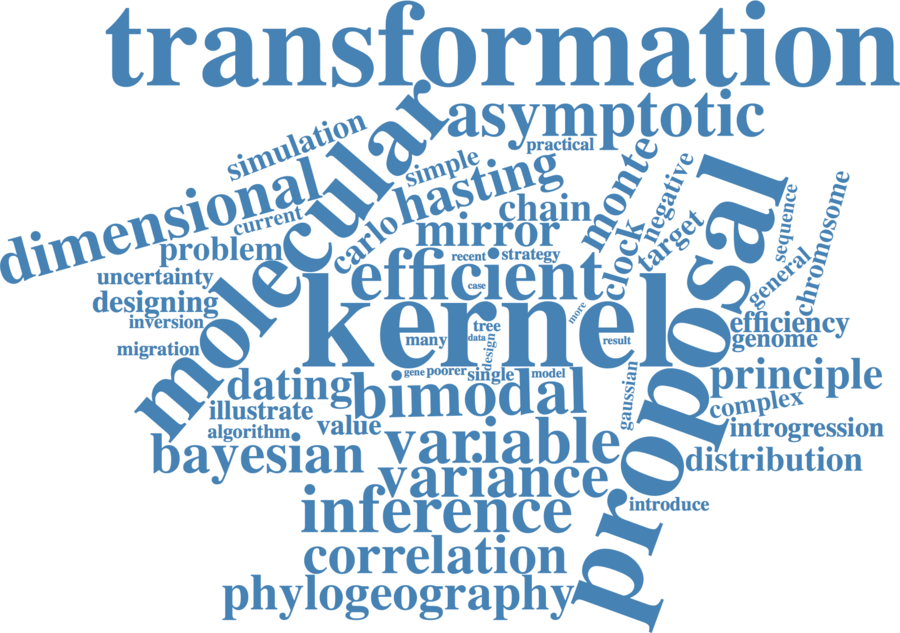 transformation
asymptotic
practical
simulation
molecular
simple
hasting
monte
negative
dimensional
current
carlo
chain
mirror
clock
target
proposal
sequence
chromosome
problem
recent
strategy
efficient
case
general
uncertainty
designing
inversion
kernel
more
many
tree
data
design
result
efficiency
genome
migration
gene
poorer
single
model
gaussian
principle
dating
bimodal
complex
illustrate
value
algorithm
variable
introgression
bayesian
variance
distribution
inference
introduce
correlation
phylogeography